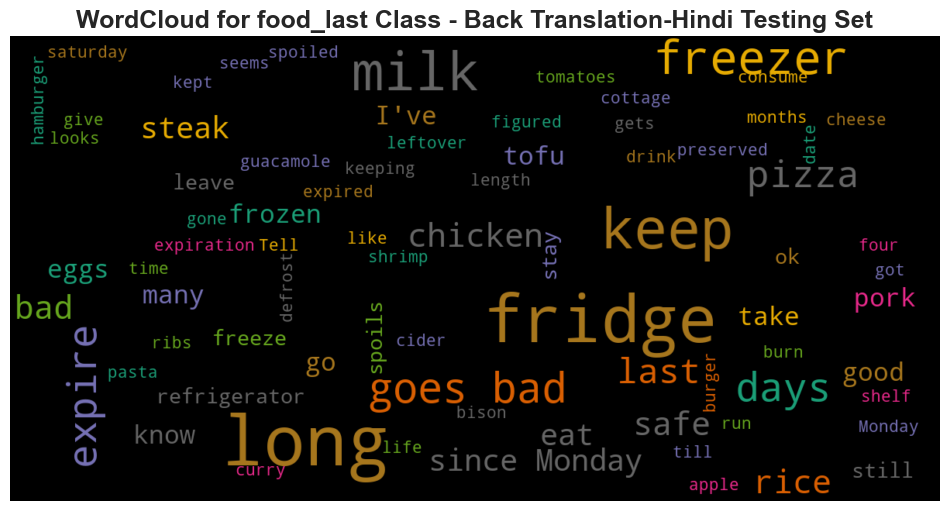 WordCloud for food_last Class - Back Translation-Hindi Testing Set
saturday
seems
spoiled
milk
freezer
hamburger
kept
tomatoes
consume
cottage
give
looks
steak
I've
leftover
figured
gets
months
cheese
date
guacamole
keeping
tofu
drink
preserved
leave
expired
length
pizza
gone
frozen
chicken
keep
expiration
Tell
like
shrimp
stay
ok
four
got
eggs
time
defrost
bad
many
fridge
take
pork
expire
ribs
freeze
spoils
cider
burn
pasta
go
goes bad
last
burger
days
good
shelf
refrigerator
bison
know
long
life
eat
safe
run
Monday
curry
since Monday
till
apple
rice
still